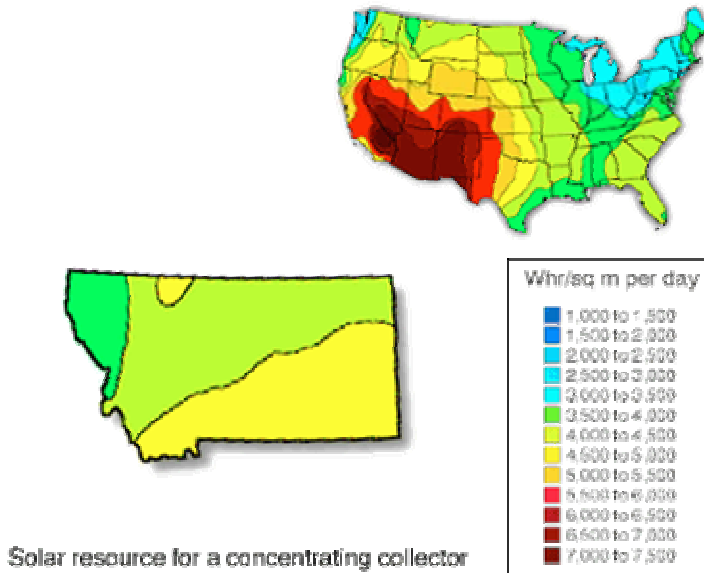 Whr/sq m per day
1,000 to 1,500
1,500 to 2,000
2,000 to 2,500
2,500 to 3,000
3,000 to 3,500
3,500 to 4,000
4,000 to 4,500
4,500 to 5,000
5,000 to 5,500
5,500 to 6,000
6,000 to 6,500
6,500 to 7,000
7,000 to 7,500
Solar resource for a concentrating collector